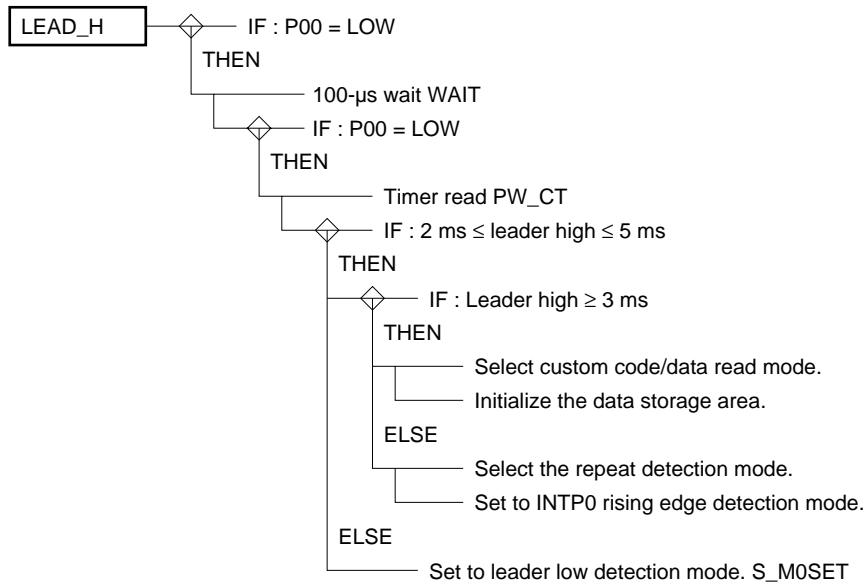 LEAD_H
IF : P00 = LOW
THEN
100-µs wait WAIT
IF : P00 = LOW
THEN
Timer read PW_CT
IF : 2 ms ≤ leader high ≤ 5 ms
THEN
IF : Leader high ≥ 3 ms
THEN
Select custom code/data read mode.
Initialize the data storage area.
ELSE
Select the repeat detection mode.
Set to INTP0 rising edge detection mode.
ELSE
Set to leader low detection mode. S_M0SET